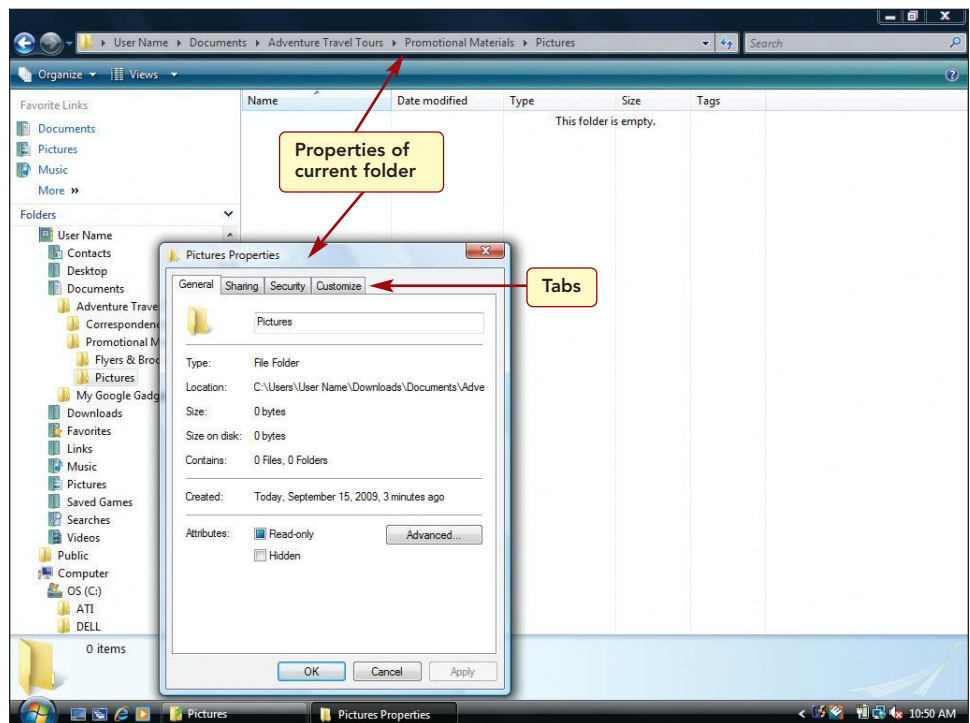 User Name ▸ Documents ▸ Adventure Travel Tours ▸ Promotional Materials ▸ Pictures
Search
Organize Views
Favorite Links
Documents
Pictures
Music
More »
Folders
User Name
Contacts
Desktop
Documents
Adventure Trave
Corresponden
Promotional M
Flyers & Broc
Pictures
My Google Gadg
Downloads
Favorites
Links
Music
Pictures
Saved Games
Searches
Videos
Public
Computer
OS (C:)
ATI
DELL
Name Date modified Type Size Tags
This folder is empty.
Properties of
current folder
Tabs
Pictures Properties
General Sharing Security Customize
Pictures
Type: File Folder
Location: C:\Users\User Name\Downloads\Documents\Adve
Size: 0 bytes
Size on disk: 0 bytes
Contains: 0 Files, 0 Folders
Created: Today, September 15, 2009, 3 minutes ago
Attributes: Read-only Advanced...
Hidden
OK Cancel Apply
0 items
Pictures Pictures Properties 10:50 AM